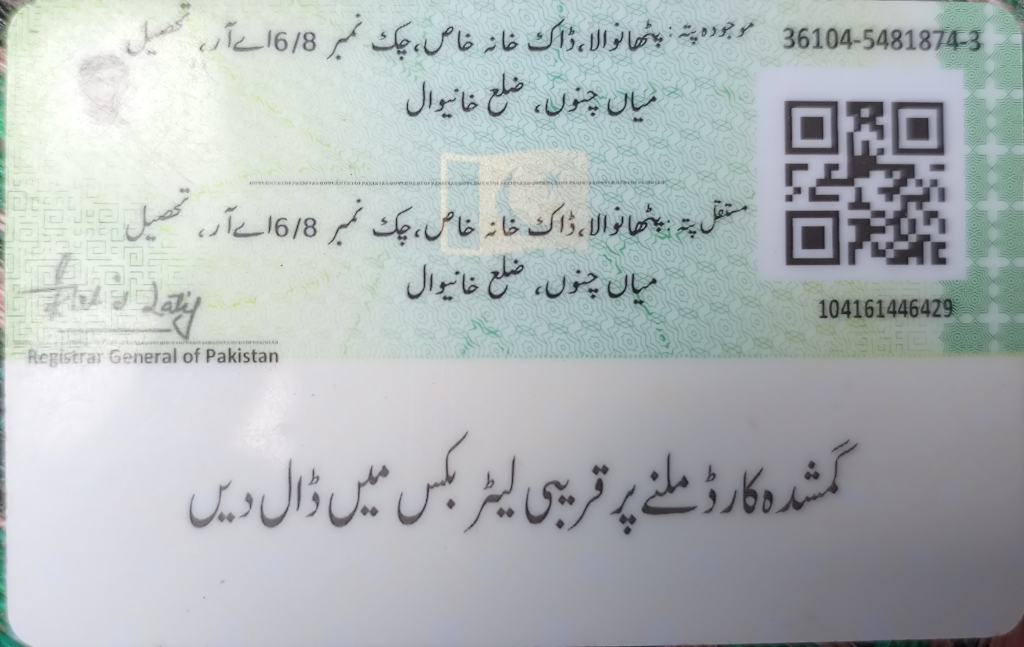 36104-5481874-3
موجودہ پتہ: پٹھانوالا، ڈاک خانہ خاص، چک نمبر 6/8اے آر، تحصیل
میاں چنوں، ضلع خانیوال
مستقل پتہ: پٹھانوالا، ڈاک خانہ خاص، چک نمبر 6/8اے آر، تحصیل
میاں چنوں، ضلع خانیوال
104161446429
Registrar General of Pakistan
گمشدہ کارڈ ملنے پر قریبی لیٹر بکس میں ڈال دیں